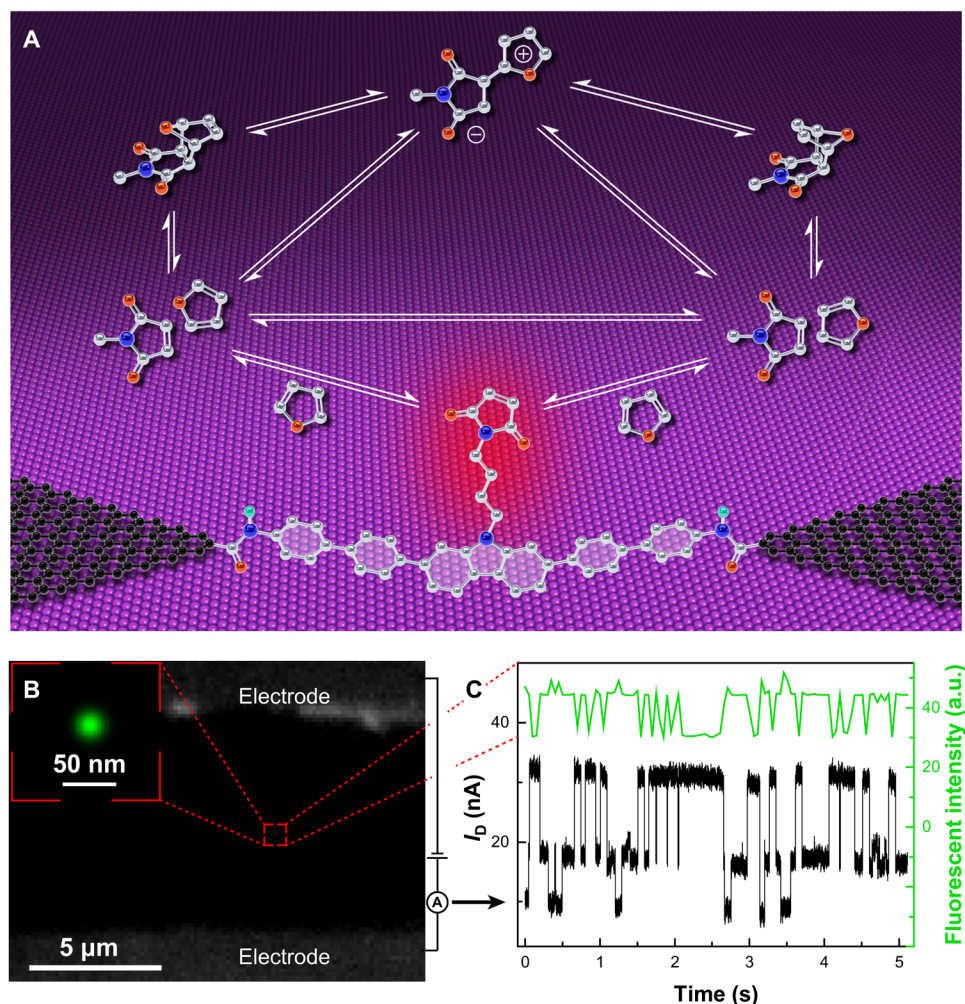 A
+
−
B
Electrode
50 nm
5 µm
Electrode
A
C
I_D (nA)
40
20
Fluorescent intensity (a.u.)
40
20
0
0 1 2 3 4 5
Time (s)